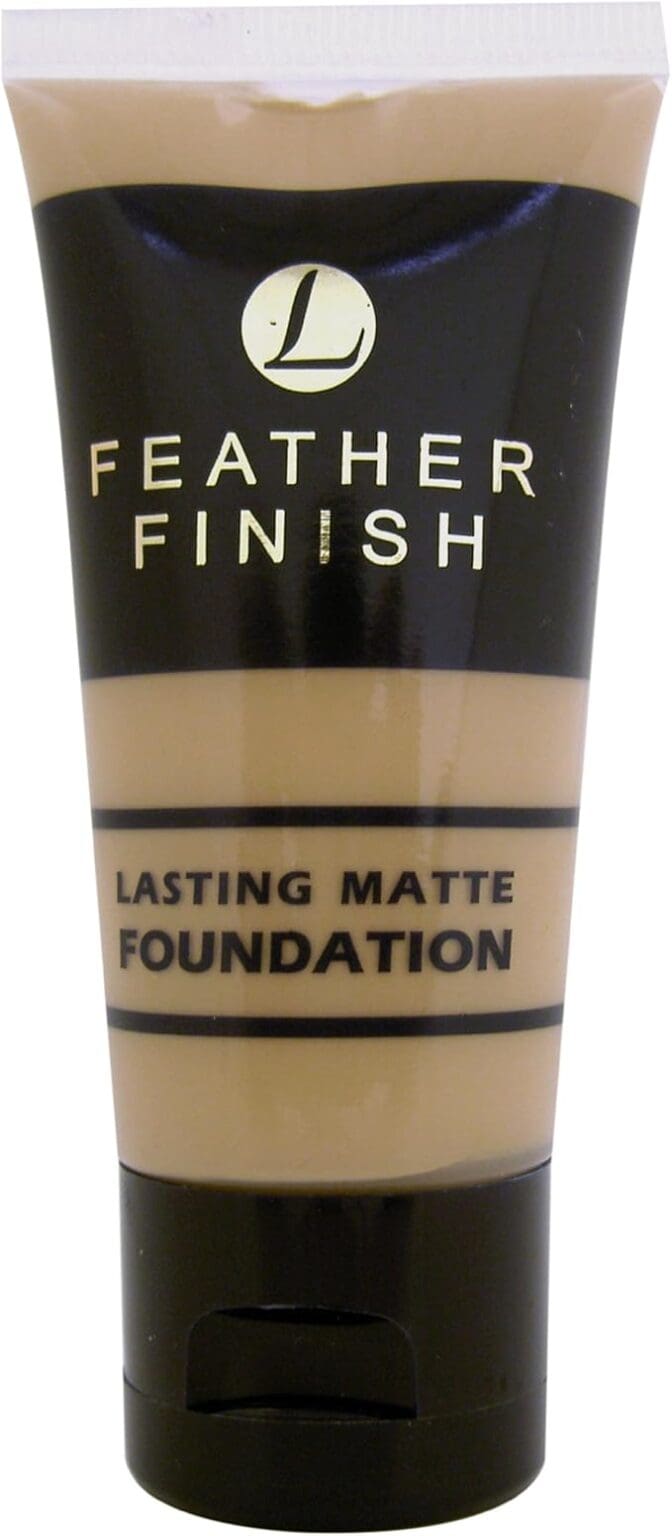 L
FEATHER
FINISH
LASTING MATTE
FOUNDATION